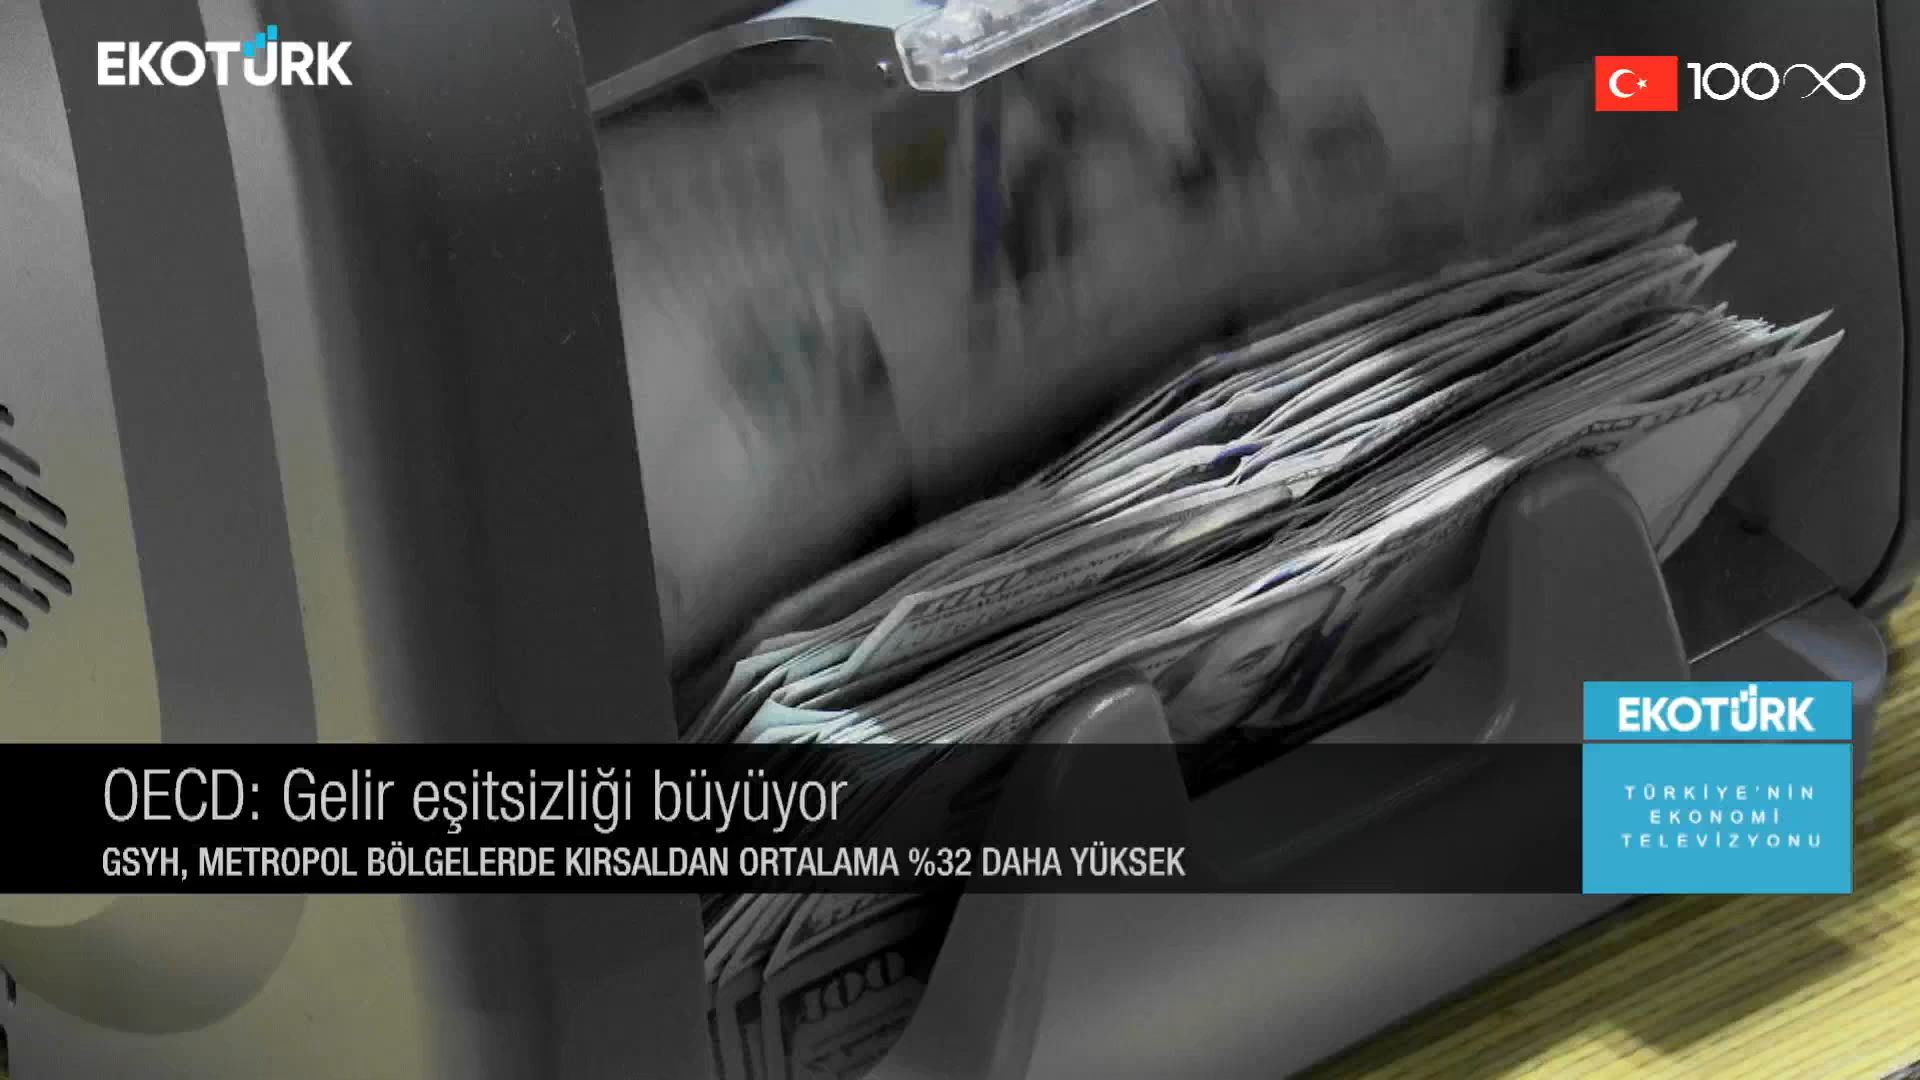 EKOTÜRK
100
OECD: Gelir eşitsizliği büyüyor
GSYH, METROPOL BÖLGELERDE KIRSALDAN ORTALAMA %32 DAHA YÜKSEK
EKOTÜRK
TÜRKİYE'NİN
EKONOMİ
TELEVİZYONU